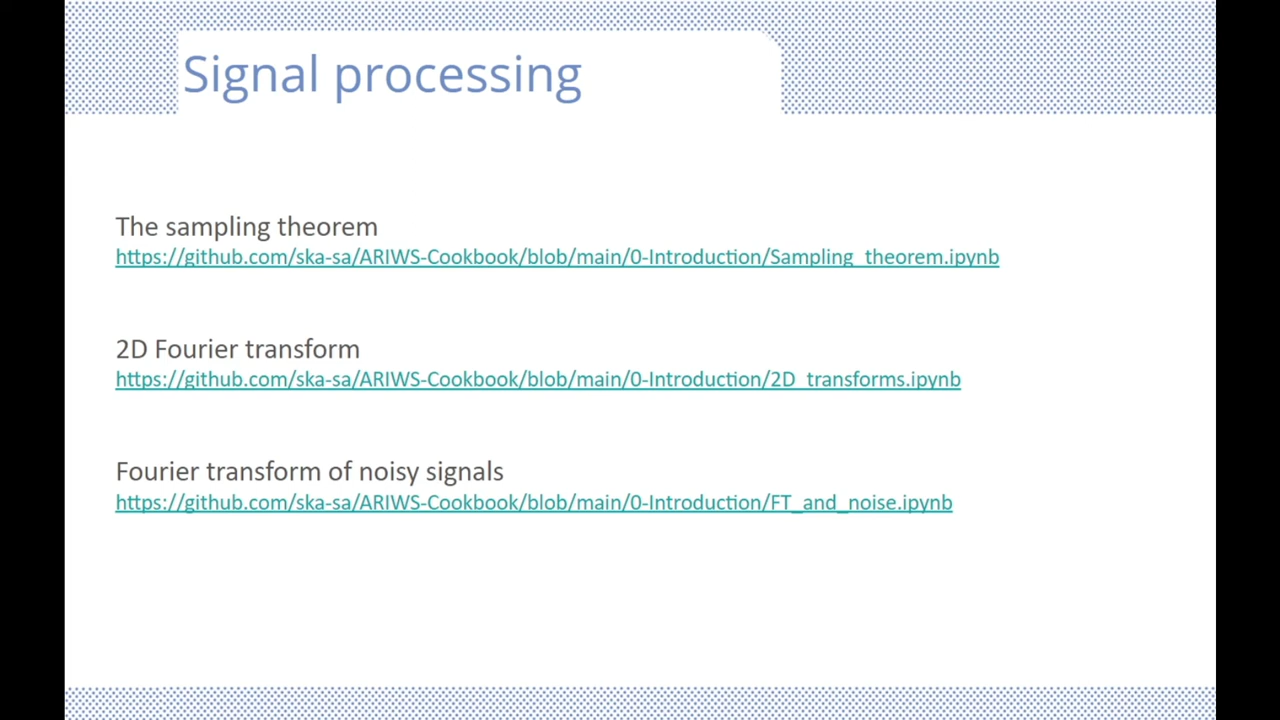 Signal processing
The sampling theorem
https://github.com/ska-sa/ARIWS-Cookbook/blob/main/0-Introduction/Sampling_theorem.ipynb
2D Fourier transform
https://github.com/ska-sa/ARIWS-Cookbook/blob/main/0-Introduction/2D_transforms.ipynb
Fourier transform of noisy signals
https://github.com/ska-sa/ARIWS-Cookbook/blob/main/0-Introduction/FT_and_noise.ipynb